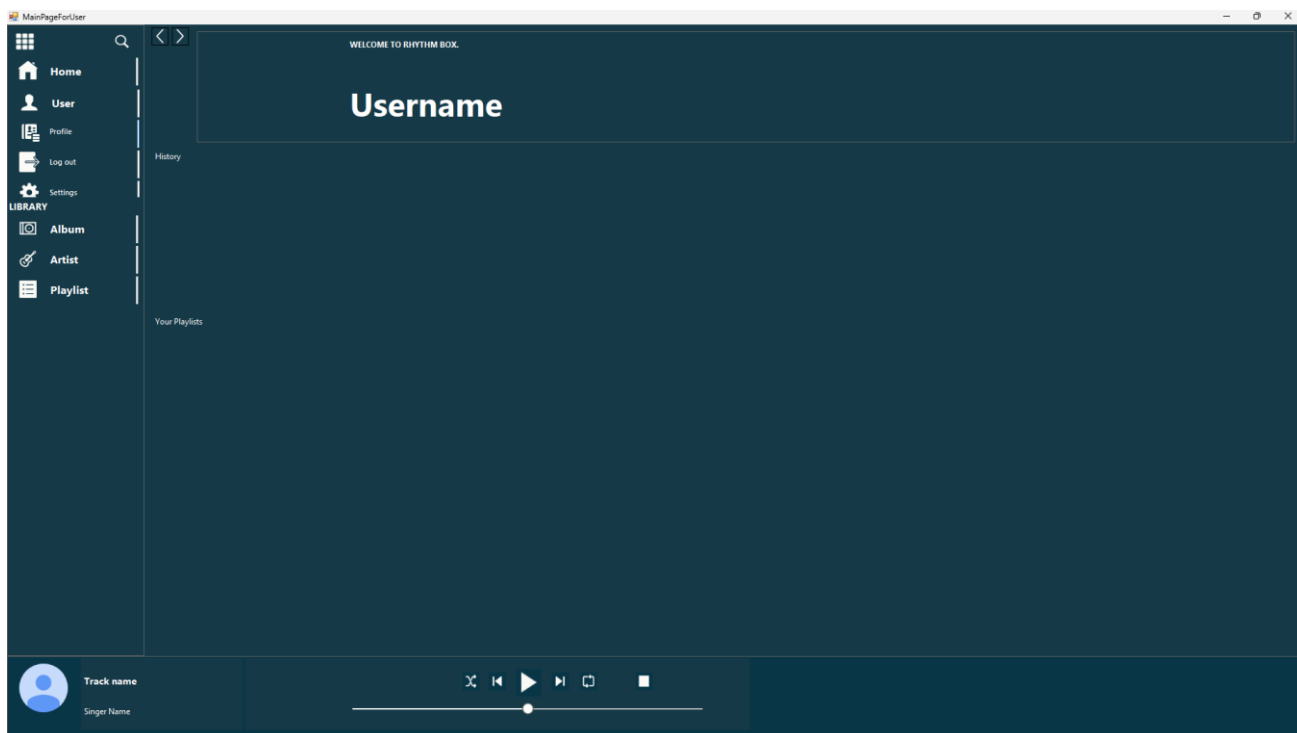 MainPageForUser
Home
User
Profile
Log out
Settings
LIBRARY
Album
Artist
Playlist
WELCOME TO RHYTHM BOX.
Username
History
Your Playlists
Track name
Singer Name